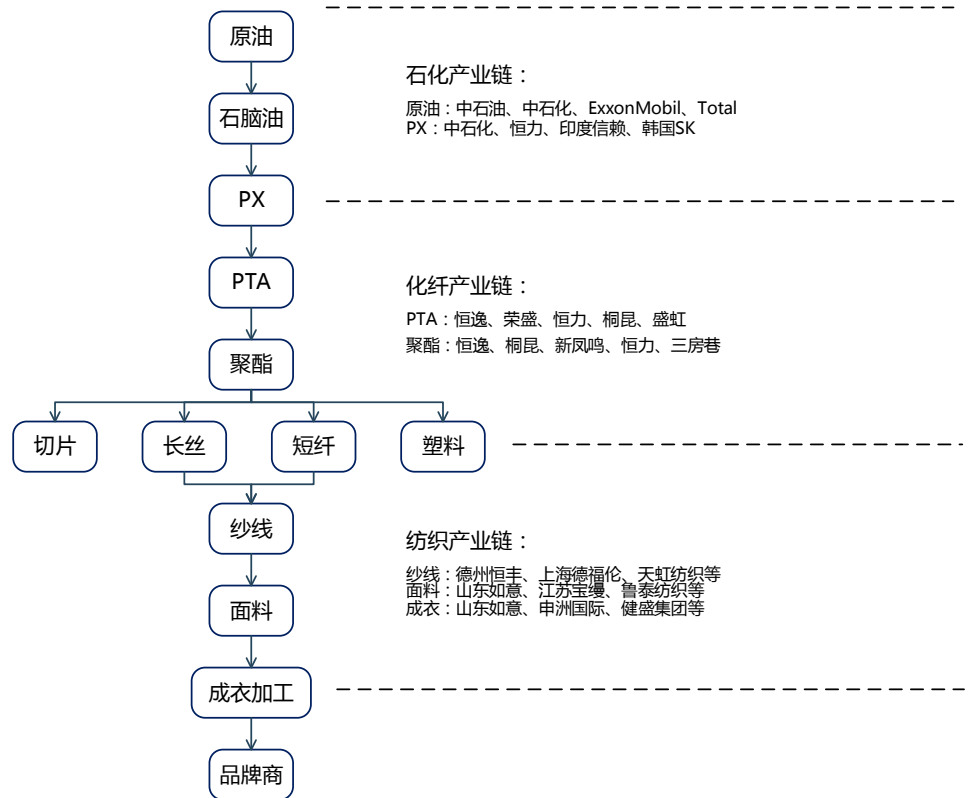 原油
石脑油
石化产业链：
原油：中石油、中石化、ExxonMobil、Total
PX：中石化、恒力、印度信赖、韩国SK
PX
PTA
化纤产业链：
PTA：恒逸、荣盛、恒力、桐昆、盛虹
聚酯：恒逸、桐昆、新凤鸣、恒力、三房巷
聚酯
切片 长丝 短纤 塑料
纱线
纺织产业链：
纱线：德州恒丰、上海德福伦、天虹纺织等
面料：山东如意、江苏宝缦、鲁泰纺织等
成衣：山东如意、申洲国际、健盛集团等
面料
成衣加工
品牌商